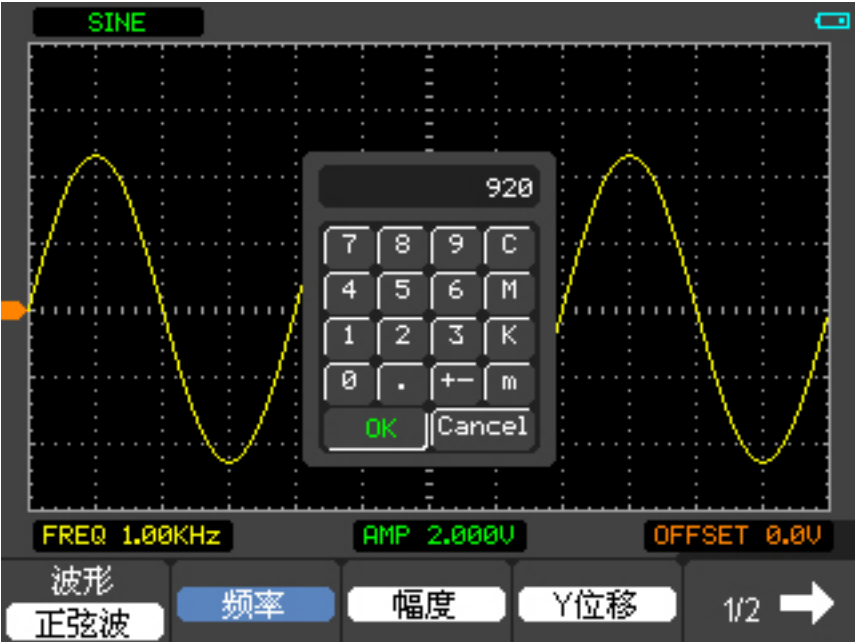 SINE
920
7 8 9 C
4 5 6 M
1 2 3 K
0 . +− m
OK Cancel
FREQ 1.00KHz AMP 2.000V OFFSET 0.0V
波形
正弦波 频率 幅度 Y位移 1/2